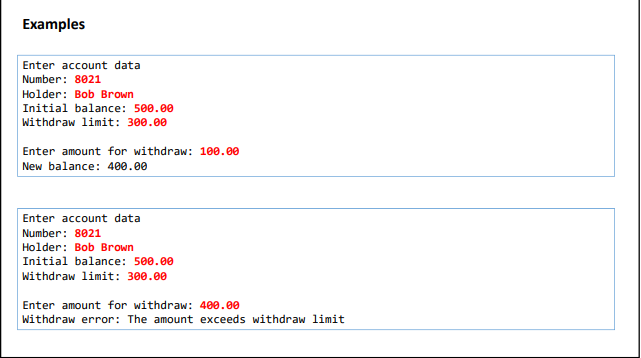 Examples
Enter account data
Number: 8021
Holder: Bob Brown
Initial balance: 500.00
Withdraw limit: 300.00
Enter amount for withdraw: 100.00
New balance: 400.00
Enter account data
Number: 8021
Holder: Bob Brown
Initial balance: 500.00
Withdraw limit: 300.00
Enter amount for withdraw: 400.00
Withdraw error: The amount exceeds withdraw limit